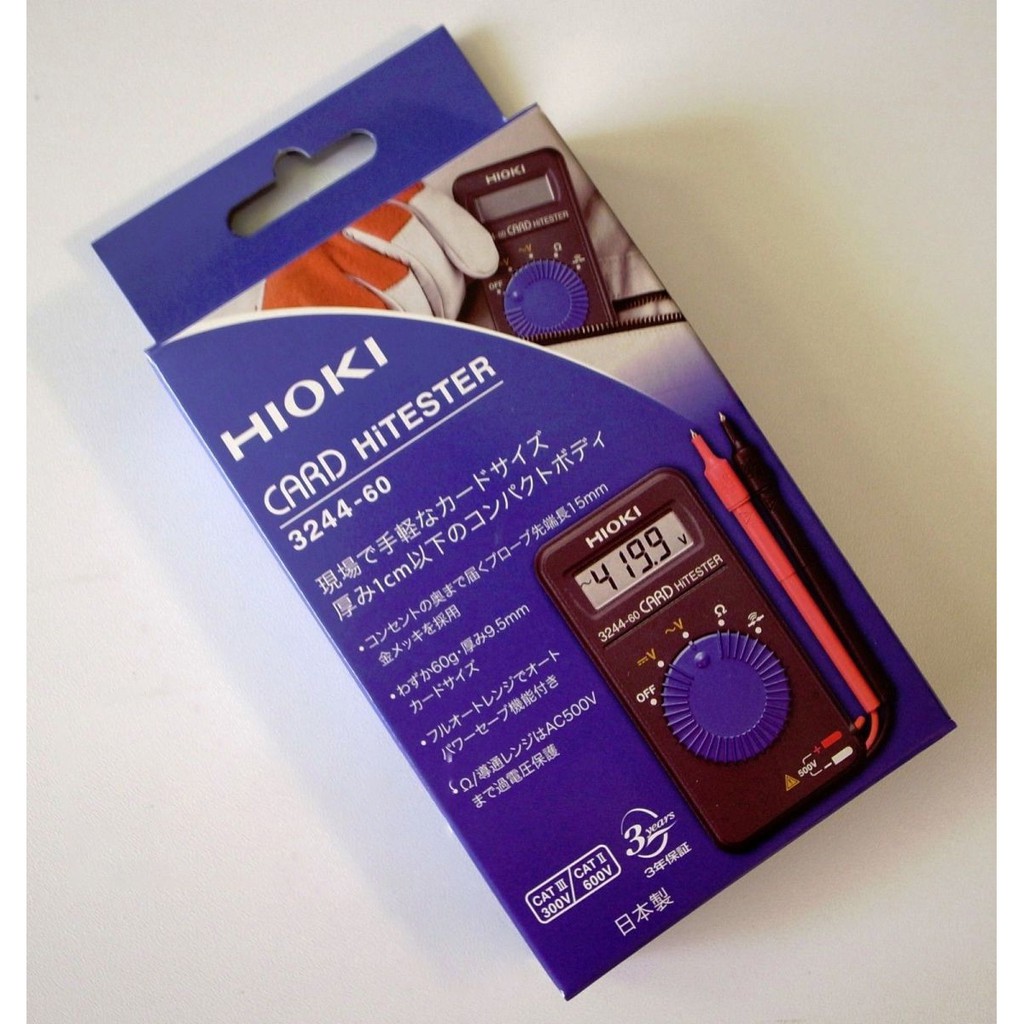 HIOKI
CARD HiTESTER
OFF
~V
Ω
HIOKI
CARD HiTESTER
3244-60
現場で手軽なカードサイズ
厚み1cm以下のコンパクトボディ
・コンセントの奥まで届くプローブ先端長15mm
金メッキを採用
・わずか60g・厚み9.5mm
カードサイズ
・フルオートレンジでオート
パワーセーブ機能付き
・Ω/導通レンジはAC500V
まで過電圧保護
HIOKI
~419.9 V
3244-60 CARD HiTESTER
OFF
⎓V
~V
Ω
500V
+
−
CAT III 300V
CAT II 600V
3 years
3年保証
日本製